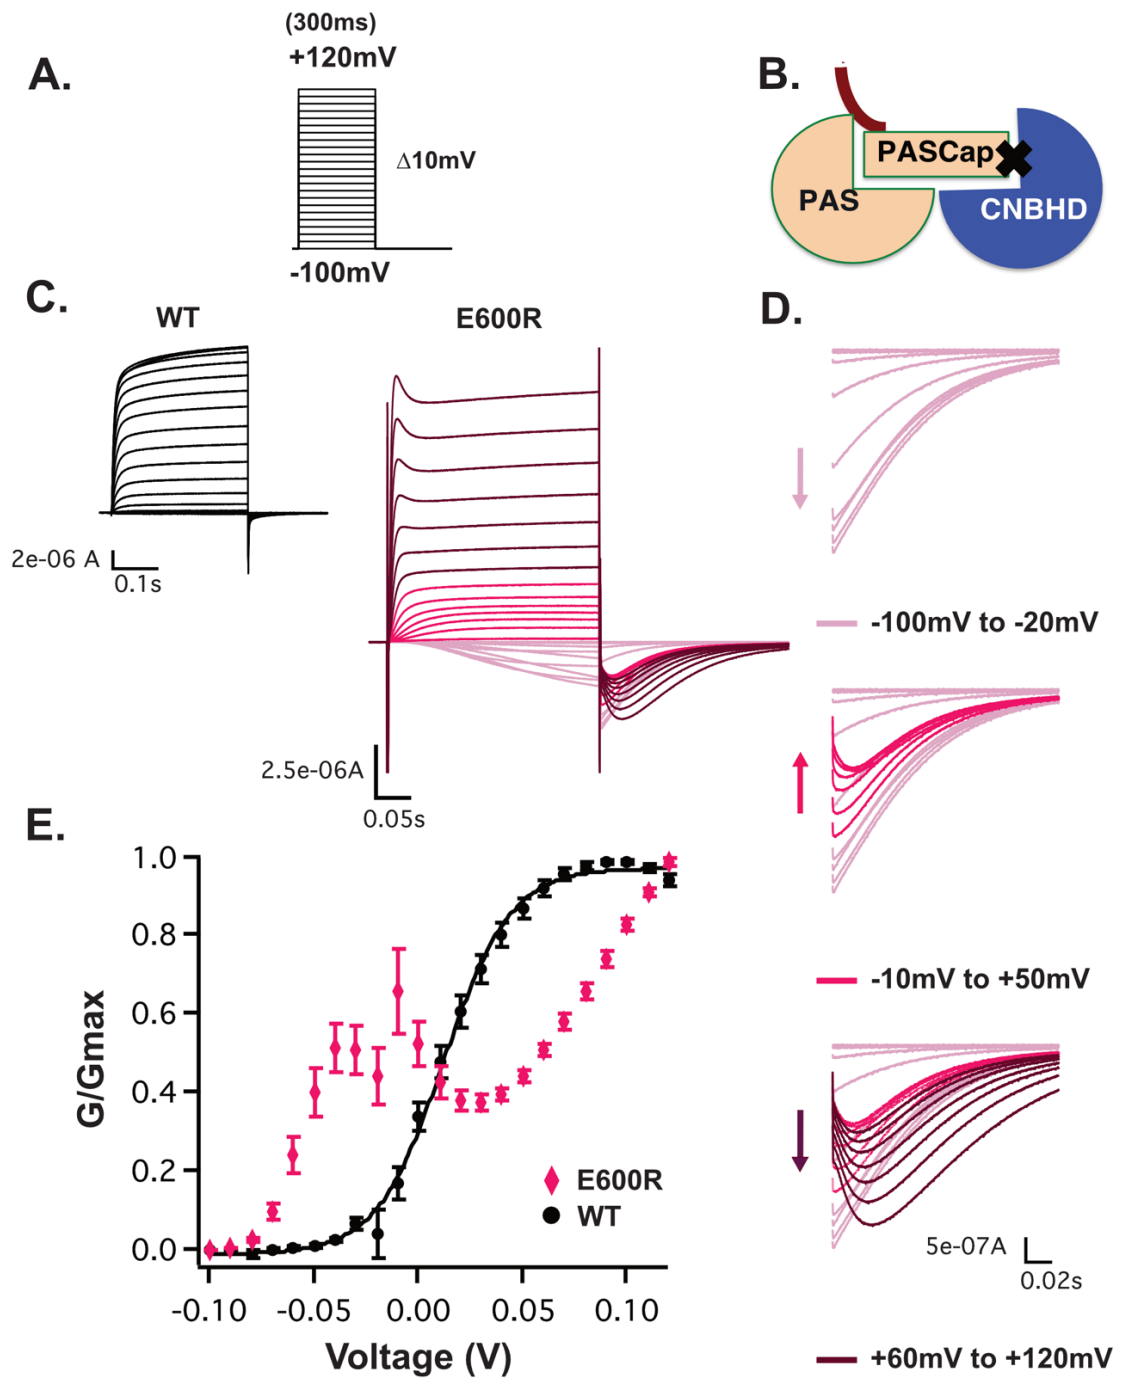 A.
(300ms)
+120mV
Δ10mV
-100mV
B.
PASCap
PAS
CNBHD
C.
WT
E600R
2e-06 A
0.1s
2.5e-06A
0.05s
D.
-100mV to -20mV
-10mV to +50mV
5e-07A
0.02s
+60mV to +120mV
E.
G/Gmax
1.0
0.8
0.6
0.4
0.2
0.0
E600R
WT
-0.10 -0.05 0.00 0.05 0.10
Voltage (V)